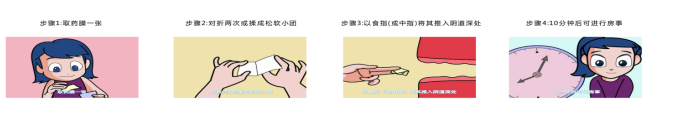 步骤1:取药膜一张
步骤2:对折两次或揉成松软小团
步骤3:以食指(或中指)将其推入阴道深处
步骤4:10分钟后可进行房事